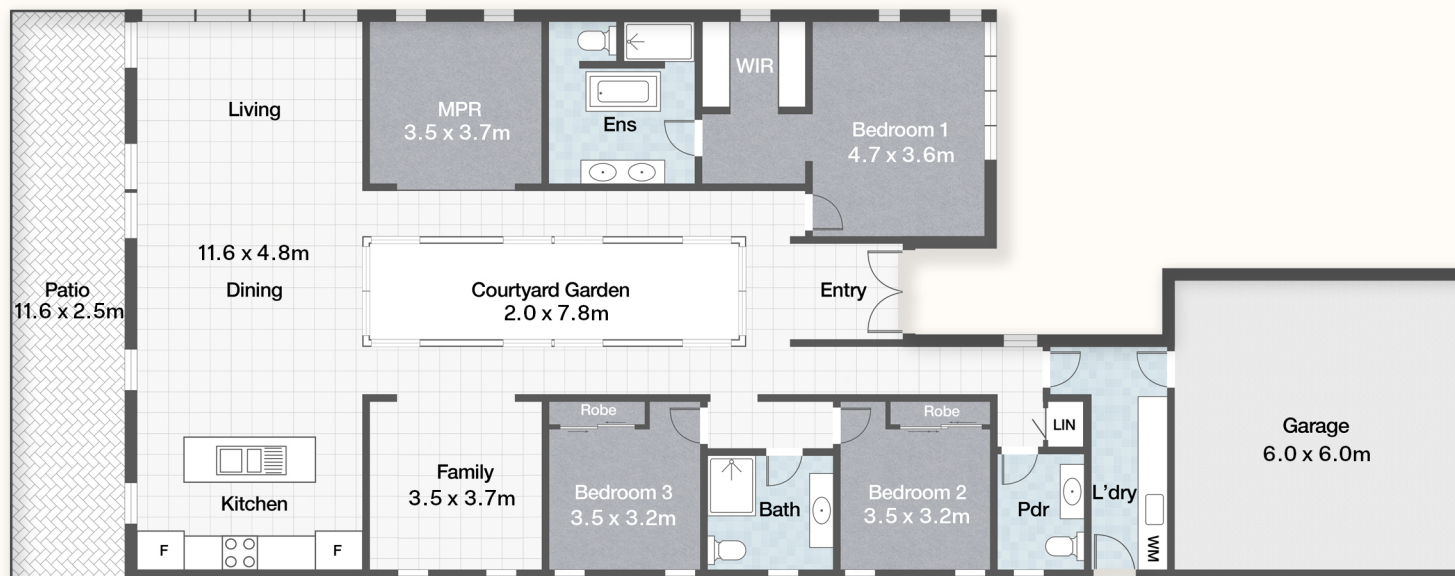 Living
MPR
3.5 x 3.7m
Ens
WIR
Bedroom 1
4.7 x 3.6m
11.6 x 4.8m
Dining
Patio
11.6 x 2.5m
Courtyard Garden
2.0 x 7.8m
Entry
Kitchen
F
F
Family
3.5 x 3.7m
Robe
Bedroom 3
3.5 x 3.2m
Bath
Robe
Bedroom 2
3.5 x 3.2m
LIN
Pdr
L'dry
WM
Garage
6.0 x 6.0m